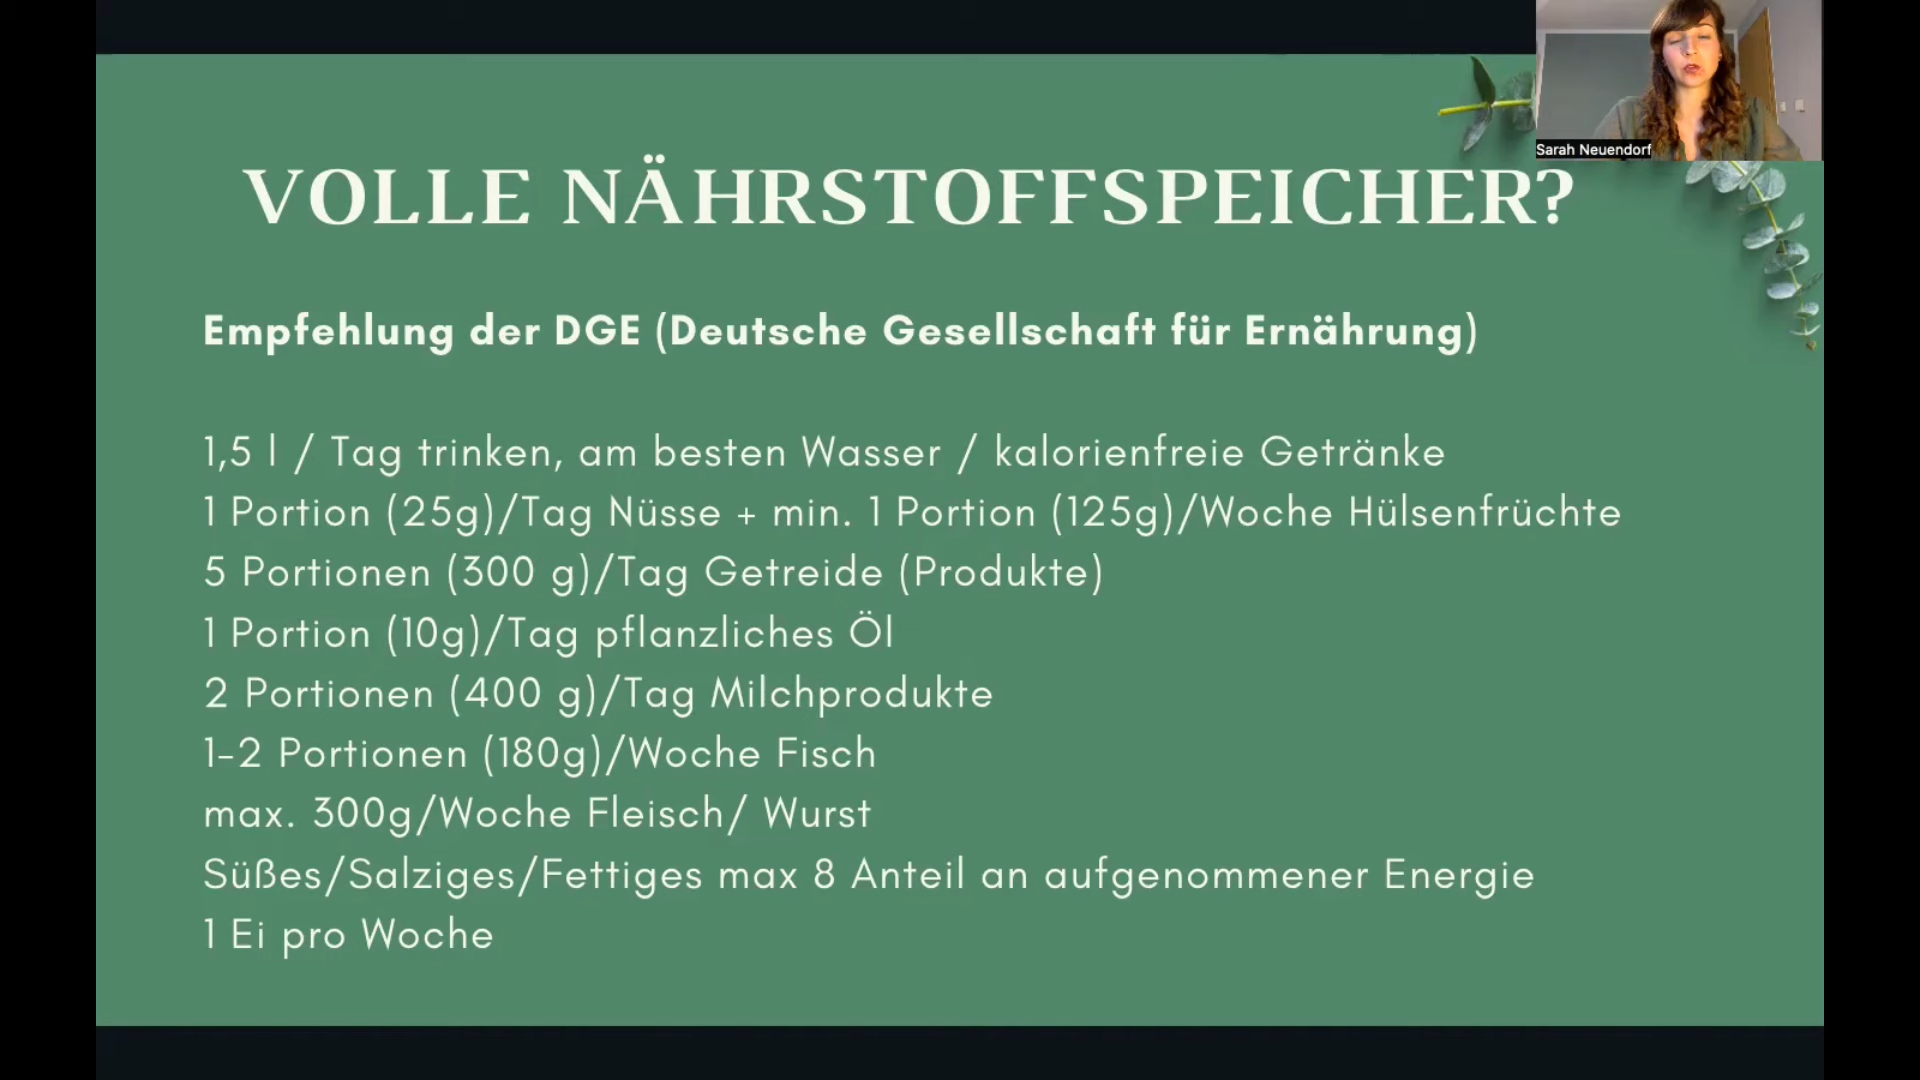 Sarah Neuendorf
VOLLE NÄHRSTOFFSPEICHER?
Empfehlung der DGE (Deutsche Gesellschaft für Ernährung)
1,5 l / Tag trinken, am besten Wasser / kalorienfreie Getränke
1 Portion (25g)/Tag Nüsse + min. 1 Portion (125g)/Woche Hülsenfrüchte
5 Portionen (300 g)/Tag Getreide (Produkte)
1 Portion (10g)/Tag pflanzliches Öl
2 Portionen (400 g)/Tag Milchprodukte
1-2 Portionen (180g)/Woche Fisch
max. 300g/Woche Fleisch/ Wurst
Süßes/Salziges/Fettiges max 8 Anteil an aufgenommener Energie
1 Ei pro Woche